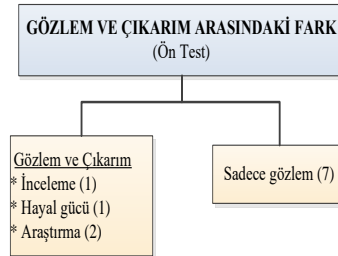 GÖZLEM VE ÇIKARIM ARASINDAKİ FARK
(Ön Test)
Gözlem ve Çıkarım
* İnceleme (1)
* Hayal gücü (1)
* Araştırma (2)
Sadece gözlem (7)